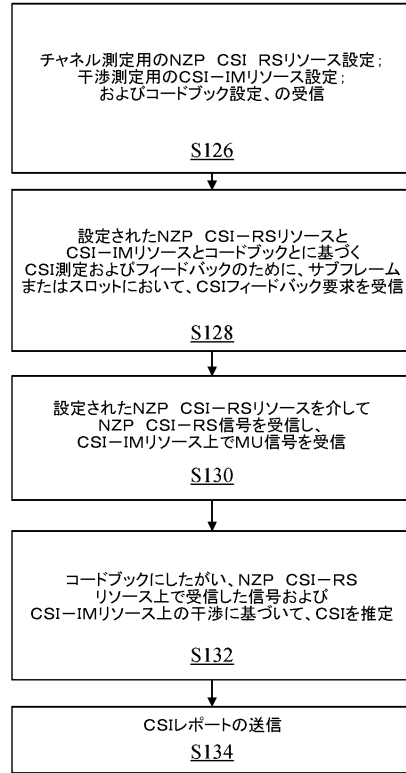 チャネル測定用のNZP CSI RSリソース設定;
干渉測定用のCSI-IMリソース設定;
およびコードブック設定、の受信
S126
設定されたNZP CSI-RSリソースと
CSI-IMリソースとコードブックとに基づく
CSI測定およびフィードバックのために、サブフレーム
またはスロットにおいて、CSIフィードバック要求を受信
S128
設定されたNZP CSI-RSリソースを介して
NZP CSI-RS信号を受信し、
CSI-IMリソース上でMU信号を受信
S130
コードブックにしたがい、NZP CSI-RS
リソース上で受信した信号および
CSI-IMリソース上の干渉に基づいて、CSIを推定
S132
CSIレポートの送信
S134